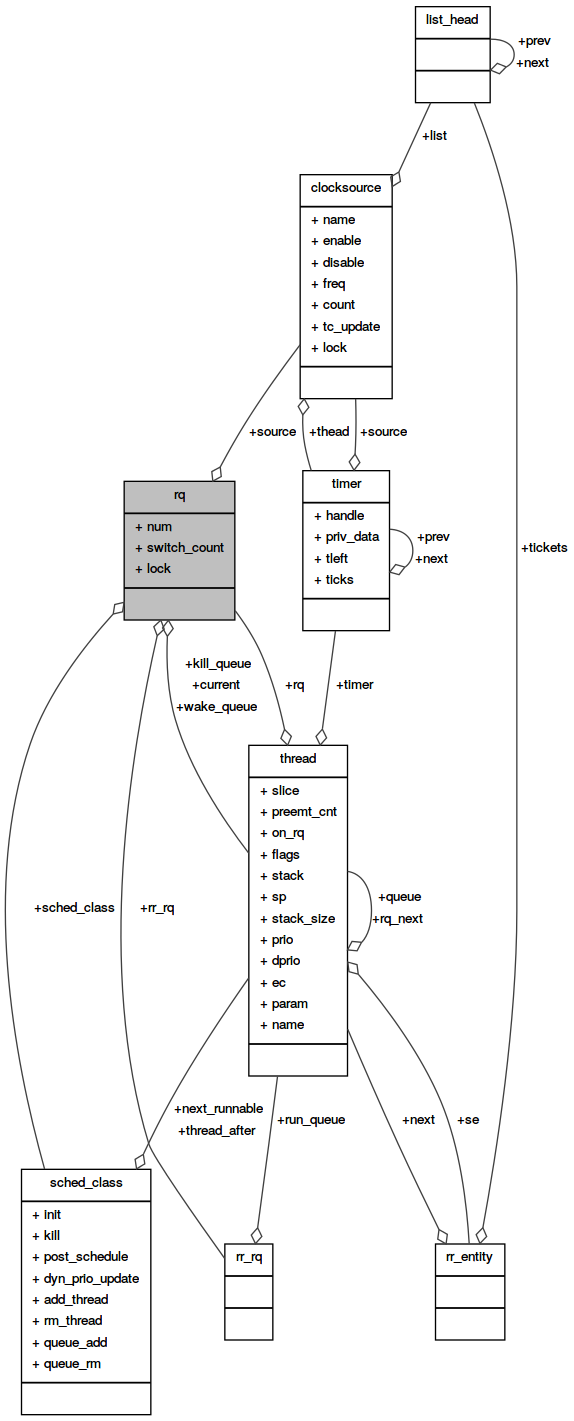 list_head
+prev
+next
+list
clocksource
+ name
+ enable
+ disable
+ freq
+ count
+ tc_update
+ lock
+source
+thead
+source
rq
+ num
+ switch_count
+ lock
timer
+ handle
+ priv_data
+ tleft
+ ticks
+prev
+next
+tickets
+kill_queue
+current
+wake_queue
+rq
+timer
thread
+ slice
+ preemt_cnt
+ on_rq
+ flags
+ stack
+ sp
+ stack_size
+ prio
+ dprio
+ ec
+ param
+ name
+queue
+rq_next
+sched_class
+rr_rq
+next_runnable
+thread_after
+run_queue
+next
+se
sched_class
+ init
+ kill
+ post_schedule
+ dyn_prio_update
+ add_thread
+ rm_thread
+ queue_add
+ queue_rm
rr_rq
rr_entity